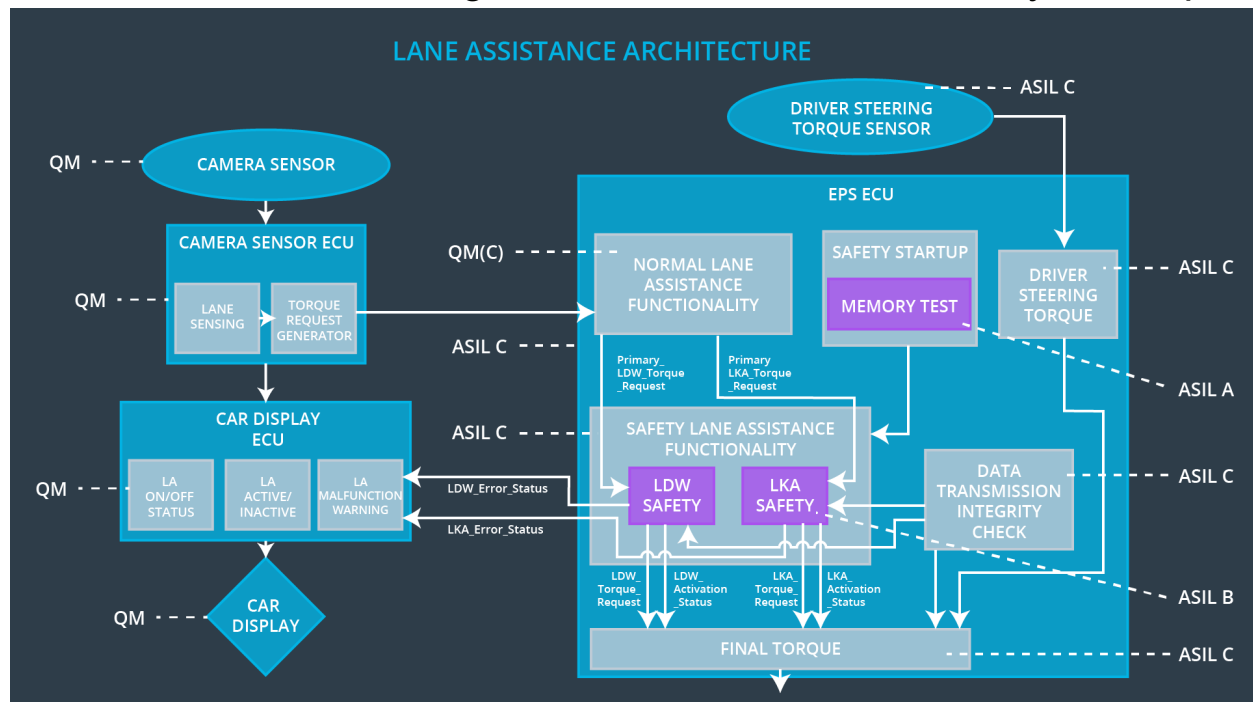 LANE ASSISTANCE ARCHITECTURE
ASIL C
DRIVER STEERING
TORQUE SENSOR
QM
CAMERA SENSOR
EPS ECU
CAMERA SENSOR ECU
QM
LANE
SENSING
TORQUE
REQUEST
GENERATOR
QM(C)
NORMAL LANE
ASSISTANCE
FUNCTIONALITY
SAFETY STARTUP
MEMORY TEST
DRIVER
STEERING
TORQUE
ASIL C
ASIL C
ASIL A
Primary_
LDW_Torque
_Request
Primary
LKA_Torque
_Request
CAR DISPLAY
ECU
QM
LA
ON/OFF
STATUS
LA
ACTIVE/
INACTIVE
LA
MALFUNCTION
WARNING
ASIL C
SAFETY LANE ASSISTANCE
FUNCTIONALITY
LDW
SAFETY
LKA
SAFETY
DATA
TRANSMISSION
INTEGRITY
CHECK
ASIL C
LDW_Error_Status
LKA_Error_Status
LDW_
Torque_
Request
LDW_
Activation
_Status
LKA_
Torque_
Request
LKA_
Activation
_Status
ASIL B
QM
CAR
DISPLAY
FINAL TORQUE
ASIL C